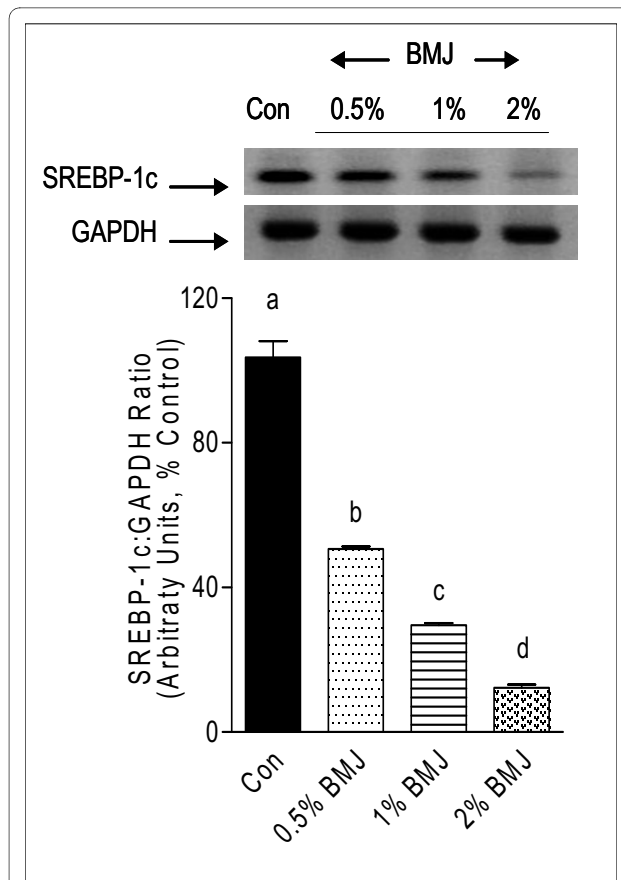 BMJ
Con 0.5% 1% 2%
SREBP-1c
GAPDH
SREBP-1c:GAPDH Ratio
(Arbitraty Units, % Control)
120
80
40
0
a
b
c
d
Con
0.5% BMJ
1% BMJ
2% BMJ